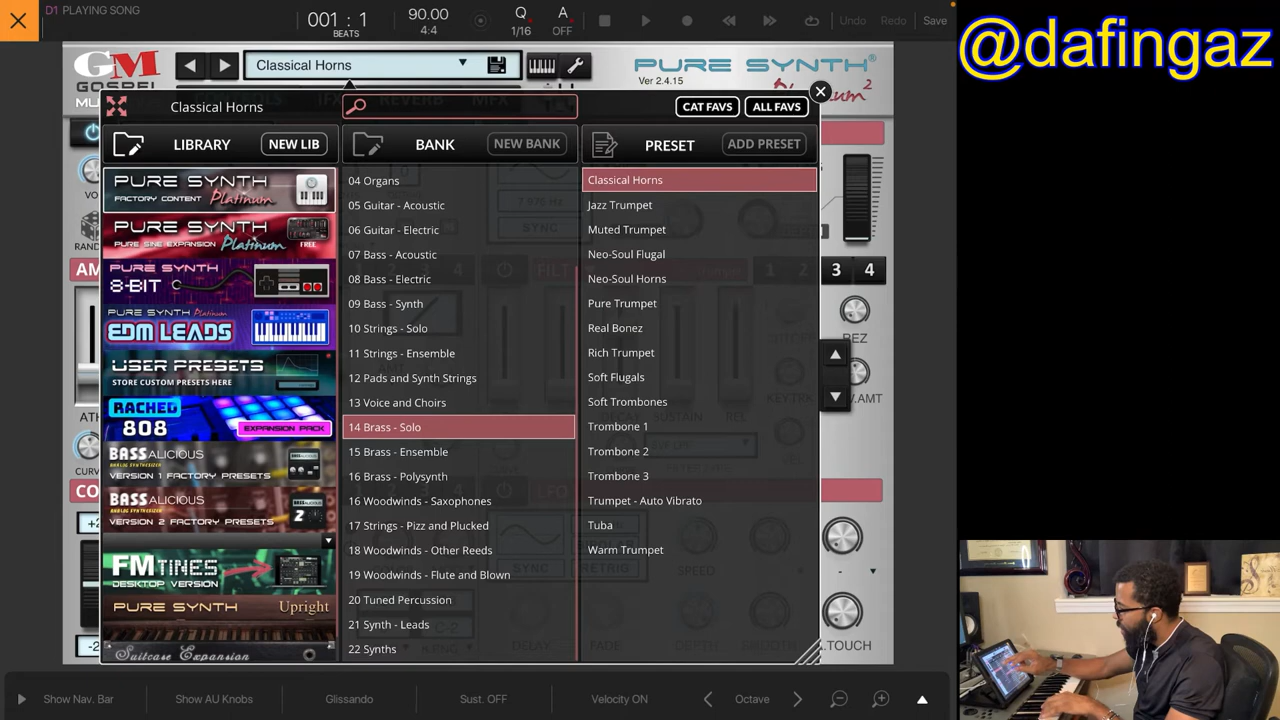 D1 PLAYING SONG
001 : 1
BEATS
90.00
4:4
Q
1/16
A
OFF
Undo
Redo
Save
@dafingaz
GM
GOSPEL
Classical Horns
PURE SYNTH®
Ver 2.4.15
Classical Horns
CAT FAVS
ALL FAVS
LIBRARY
NEW LIB
BANK
NEW BANK
PRESET
ADD PRESET
PURE SYNTH
FACTORY CONTENT Platinum
PURE SYNTH
PURE SINE EXPANSION Platinum
FREE
PURE SYNTH
8-BIT
PURE SYNTH Platinum
EDM LEADS
USER PRESETS
STORE CUSTOM PRESETS HERE
RACHED
808
EXPANSION PACK
BASSALICIOUS
ANALOG SYNTHESIZER
VERSION 1 FACTORY PRESETS
BASSALICIOUS
ANALOG SYNTHESIZER
VERSION 2 FACTORY PRESETS
2
FMTINES
DESKTOP VERSION
PURE SYNTH Upright
Suitcase Expansion
04 Organs
05 Guitar - Acoustic
06 Guitar - Electric
07 Bass - Acoustic
08 Bass - Electric
09 Bass - Synth
10 Strings - Solo
11 Strings - Ensemble
12 Pads and Synth Strings
13 Voice and Choirs
14 Brass - Solo
15 Brass - Ensemble
16 Brass - Polysynth
16 Woodwinds - Saxophones
17 Strings - Pizz and Plucked
18 Woodwinds - Other Reeds
19 Woodwinds - Flute and Blown
20 Tuned Percussion
21 Synth - Leads
22 Synths
Classical Horns
Jazz Trumpet
Muted Trumpet
Neo-Soul Flugal
Neo-Soul Horns
Pure Trumpet
Real Bonez
Rich Trumpet
Soft Flugals
Soft Trombones
Trombone 1
Trombone 2
Trombone 3
Trumpet - Auto Vibrato
Tuba
Warm Trumpet
3
4
REZ
Show Nav. Bar
Show AU Knobs
Glissando
Sust. OFF
Velocity ON
Octave